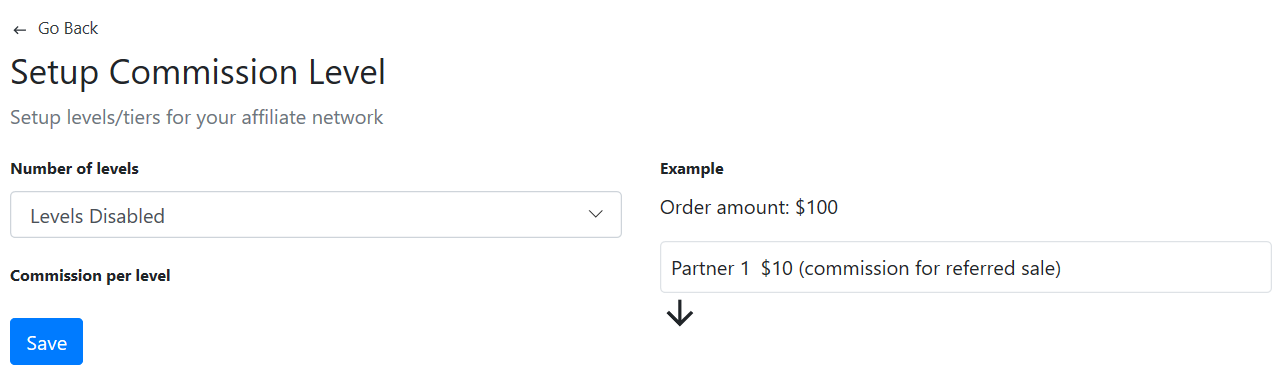 ← Go Back
Setup Commission Level
Setup levels/tiers for your affiliate network
Number of levels
Levels Disabled
Commission per level
Save
Example
Order amount: $100
Partner 1 $10 (commission for referred sale)